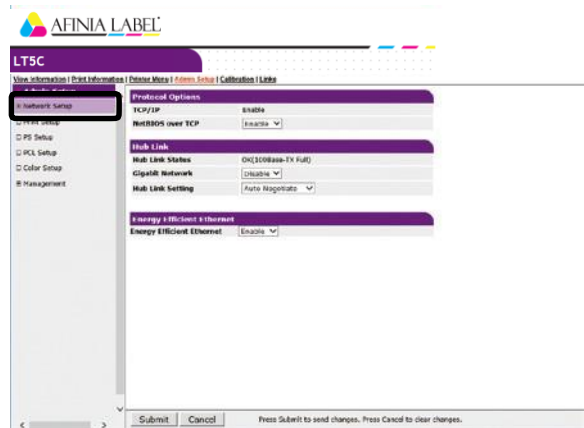 AFINIA LABEL
LT5C
View Information | Print Information | Printer Menu | Admin Setup | Calibration | Links
Network Setup
Print Setup
PS Setup
PCL Setup
Color Setup
Management
Protocol Options
TCP/IP Enable
NetBIOS over TCP Enable
Hub Link
Hub Link Status OK(100Base-TX Full)
Gigabit Network Disable
Hub Link Setting Auto Negotiate
Energy Efficient Ethernet
Energy Efficient Ethernet Enable
Submit Cancel Press Submit to send changes. Press Cancel to clear changes.